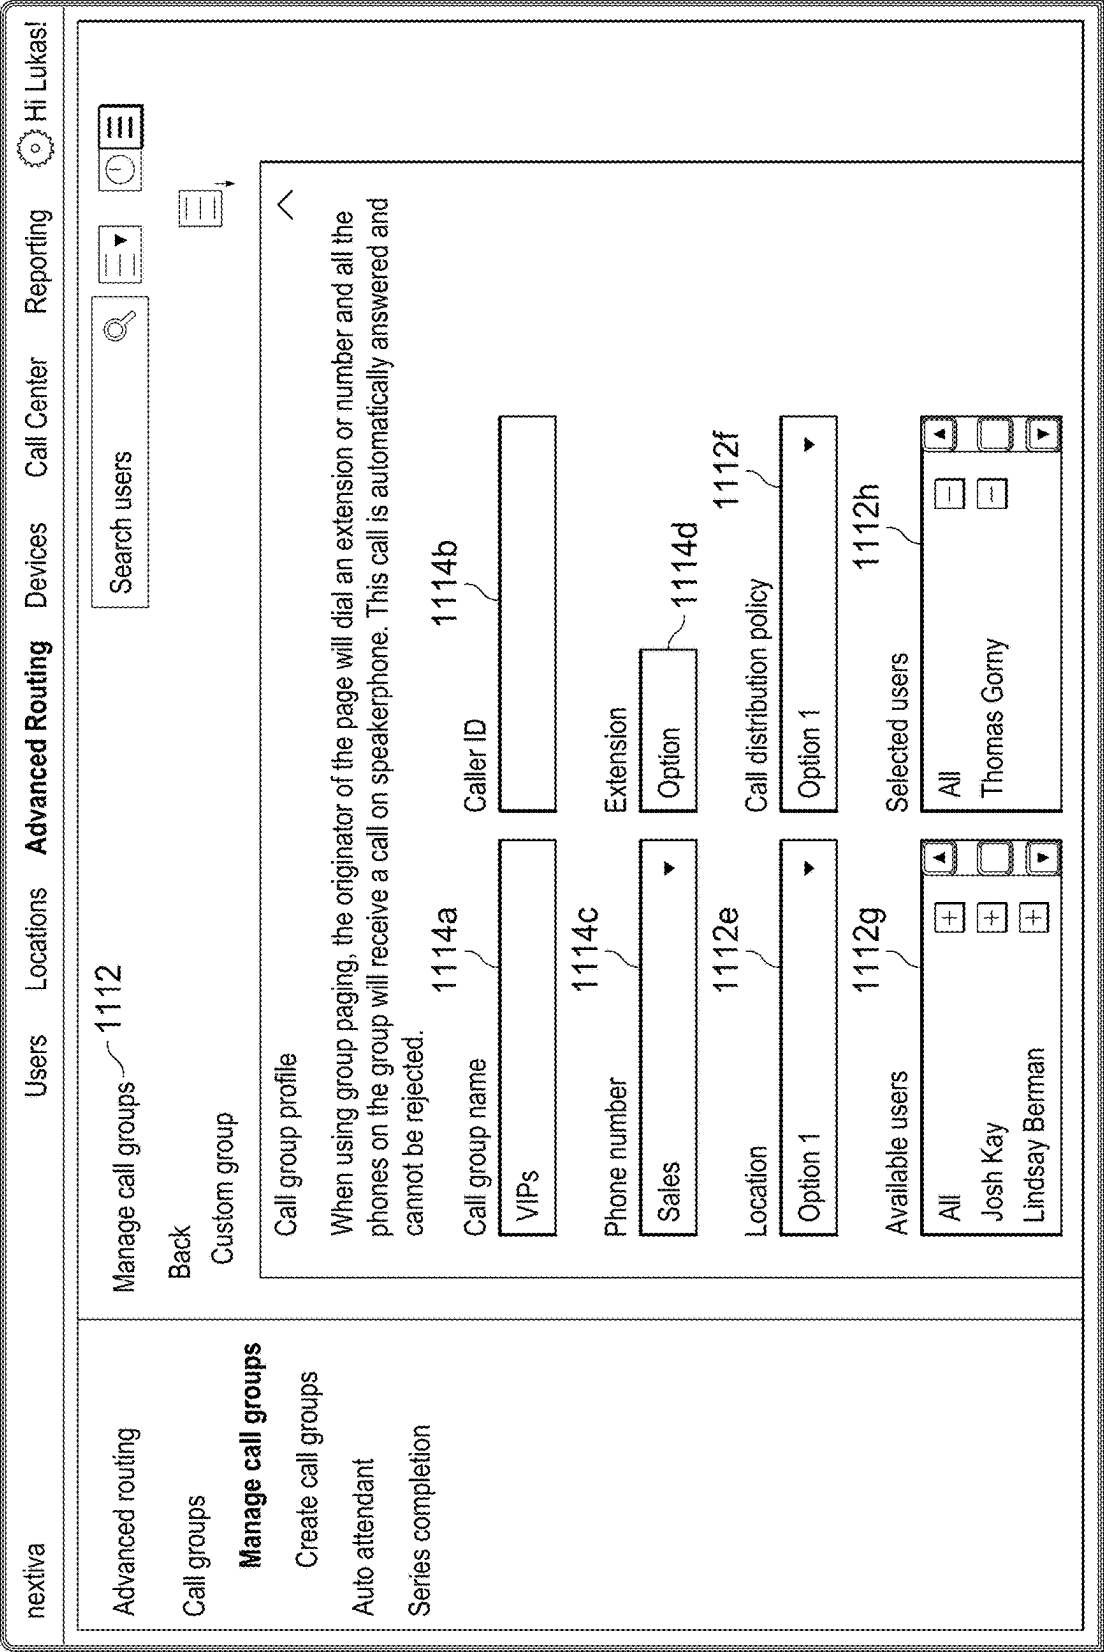 nextiva
Users
Locations
Advanced Routing
Devices
Call Center
Reporting
Hi Lukas!
Advanced routing
Call groups
Manage call groups
Create call groups
Auto attendant
Series completion
Manage call groups
1112
Search users
Back
Custom group
Call group profile
When using group paging, the originator of the page will dial an extension or number and all the
phones on the group will receive a call on speakerphone. This call is automatically answered and
cannot be rejected.
Call group name
1114a
VIPs
Caller ID
1114b
Phone number
1114c
Sales
Extension
Option
1114d
Location
1112e
Option 1
Call distribution policy
1112f
Option 1
Available users
1112g
All
Josh Kay
Lindsay Berman
Selected users
1112h
All
Thomas Gorny